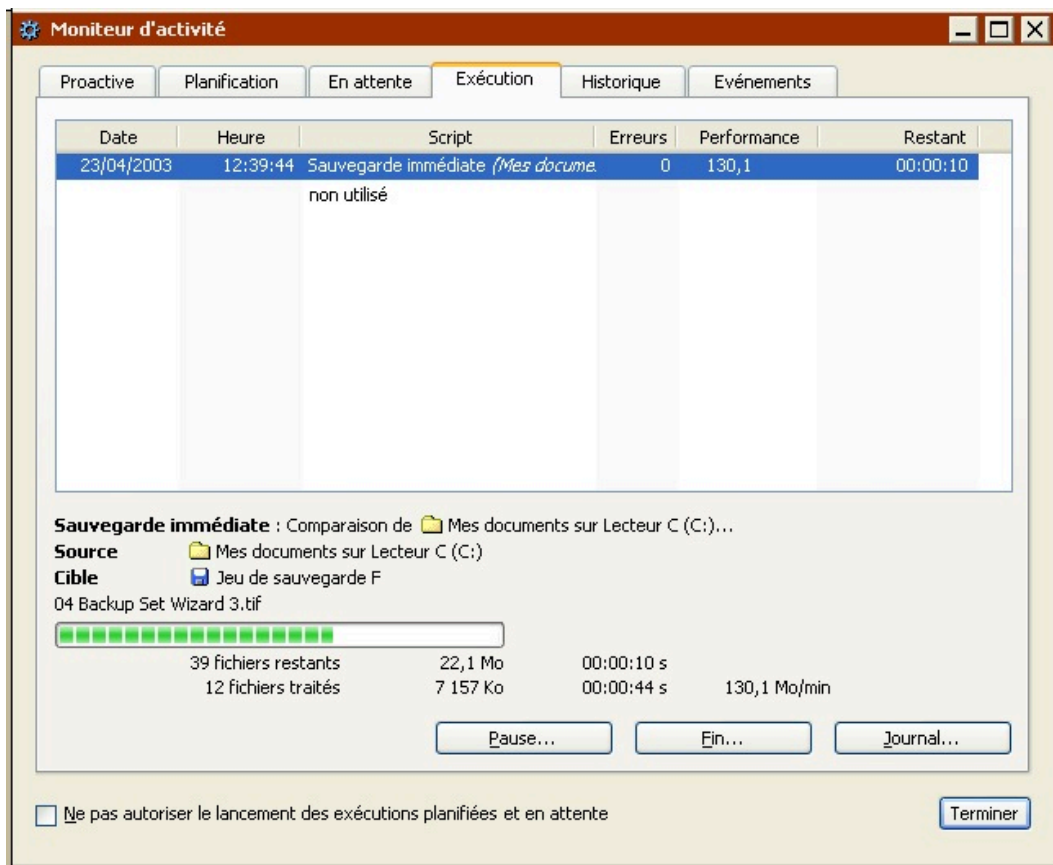 Moniteur d'activité
Proactive Planification En attente Exécution Historique Evénements
Date Heure Script Erreurs Performance Restant
23/04/2003 12:39:44 Sauvegarde immédiate (Mes docume. 0 130,1 00:00:10
non utilisé
Sauvegarde immédiate : Comparaison de Mes documents sur Lecteur C (C:)...
Source Mes documents sur Lecteur C (C:)
Cible Jeu de sauvegarde F
04 Backup Set Wizard 3.tif
39 fichiers restants 22,1 Mo 00:00:10 s
12 fichiers traités 7 157 Ko 00:00:44 s 130,1 Mo/min
Pause... Fin... Journal...
Ne pas autoriser le lancement des exécutions planifiées et en attente Terminer